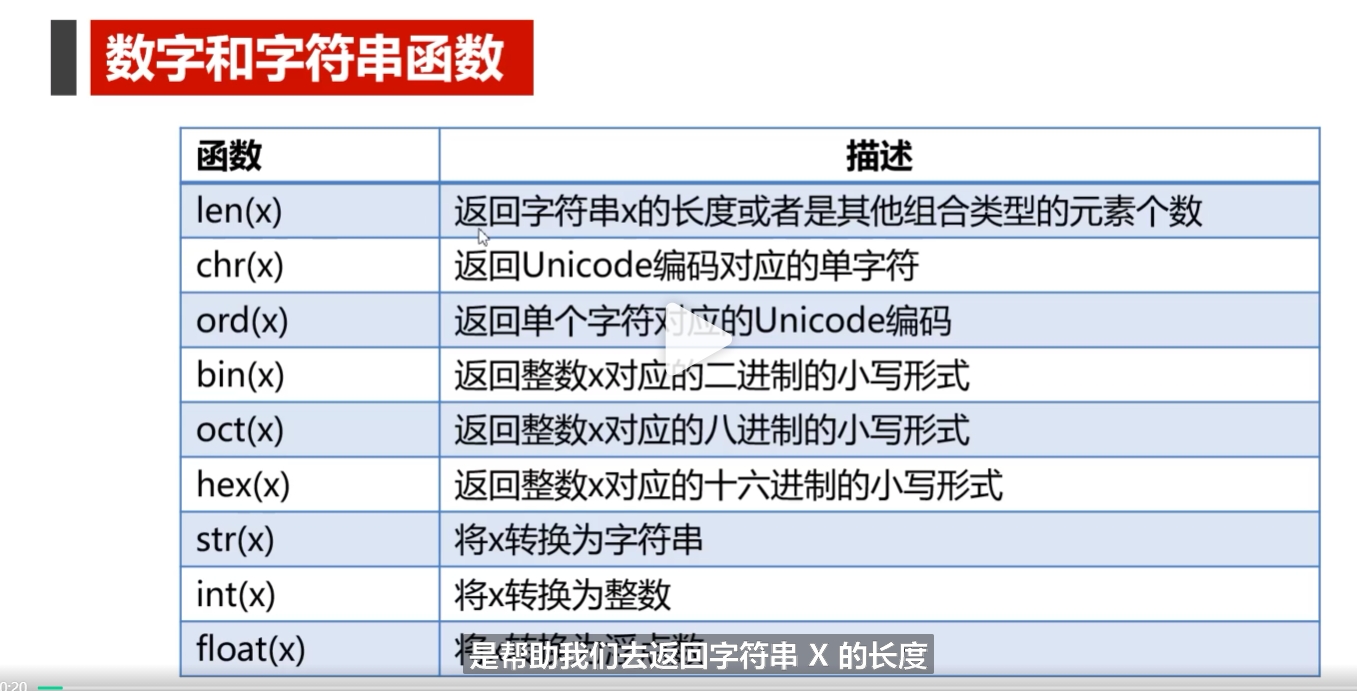 数字和字符串函数
函数 描述
len(x) 返回字符串x的长度或者是其他组合类型的元素个数
chr(x) 返回Unicode编码对应的单字符
ord(x) 返回单个字符对应的Unicode编码
bin(x) 返回整数x对应的二进制的小写形式
oct(x) 返回整数x对应的八进制的小写形式
hex(x) 返回整数x对应的十六进制的小写形式
str(x) 将x转换为字符串
int(x) 将x转换为整数
float(x) 将x转换为浮点数
是帮助我们去返回字符串 X 的长度
0:20